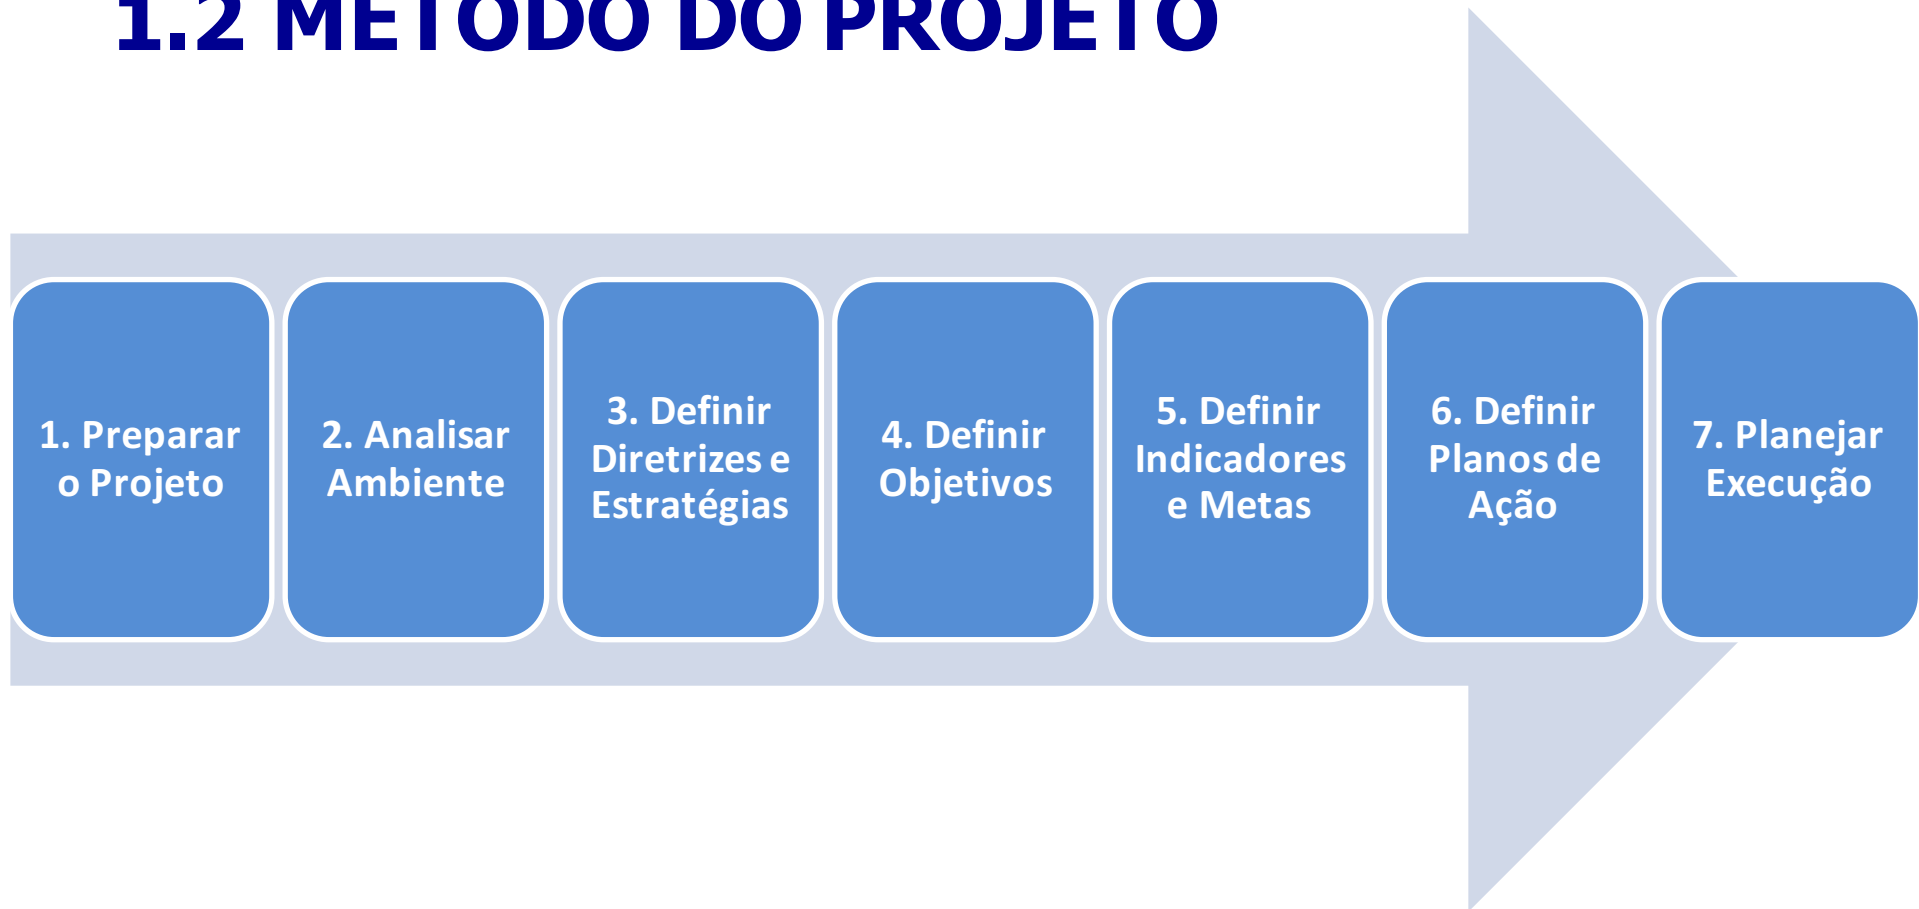 1.2 MÉTODO DO PROJETO
1. Preparar
o Projeto
2. Analisar
Ambiente
3. Definir
Diretrizes e
Estratégias
4. Definir
Objetivos
5. Definir
Indicadores
e Metas
6. Definir
Planos de
Ação
7. Planejar
Execução